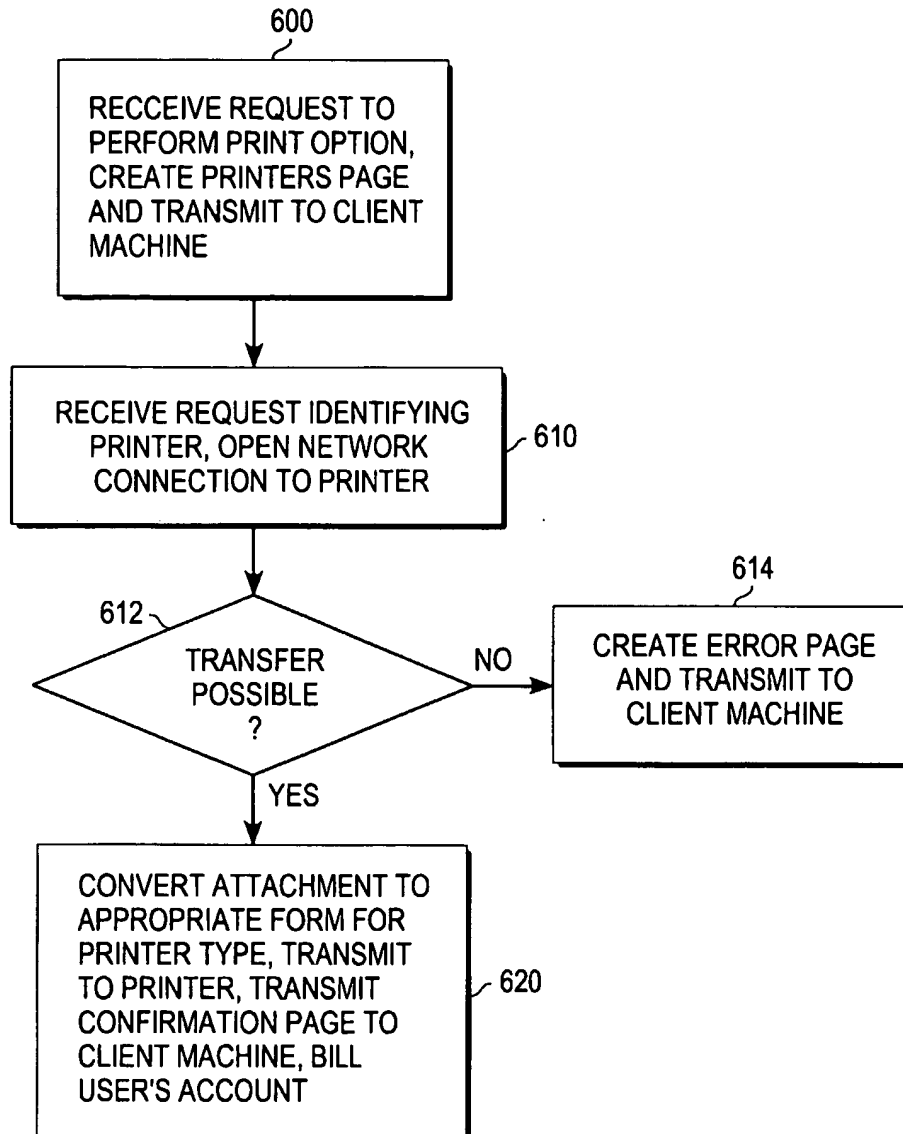 600
RECCEIVE REQUEST TO
PERFORM PRINT OPTION,
CREATE PRINTERS PAGE
AND TRANSMIT TO CLIENT
MACHINE
RECEIVE REQUEST IDENTIFYING
PRINTER, OPEN NETWORK
CONNECTION TO PRINTER
610
612
TRANSFER
POSSIBLE
?
NO
614
CREATE ERROR PAGE
AND TRANSMIT TO
CLIENT MACHINE
YES
CONVERT ATTACHMENT TO
APPROPRIATE FORM FOR
PRINTER TYPE, TRANSMIT
TO PRINTER, TRANSMIT
CONFIRMATION PAGE TO
CLIENT MACHINE, BILL
USER'S ACCOUNT
620